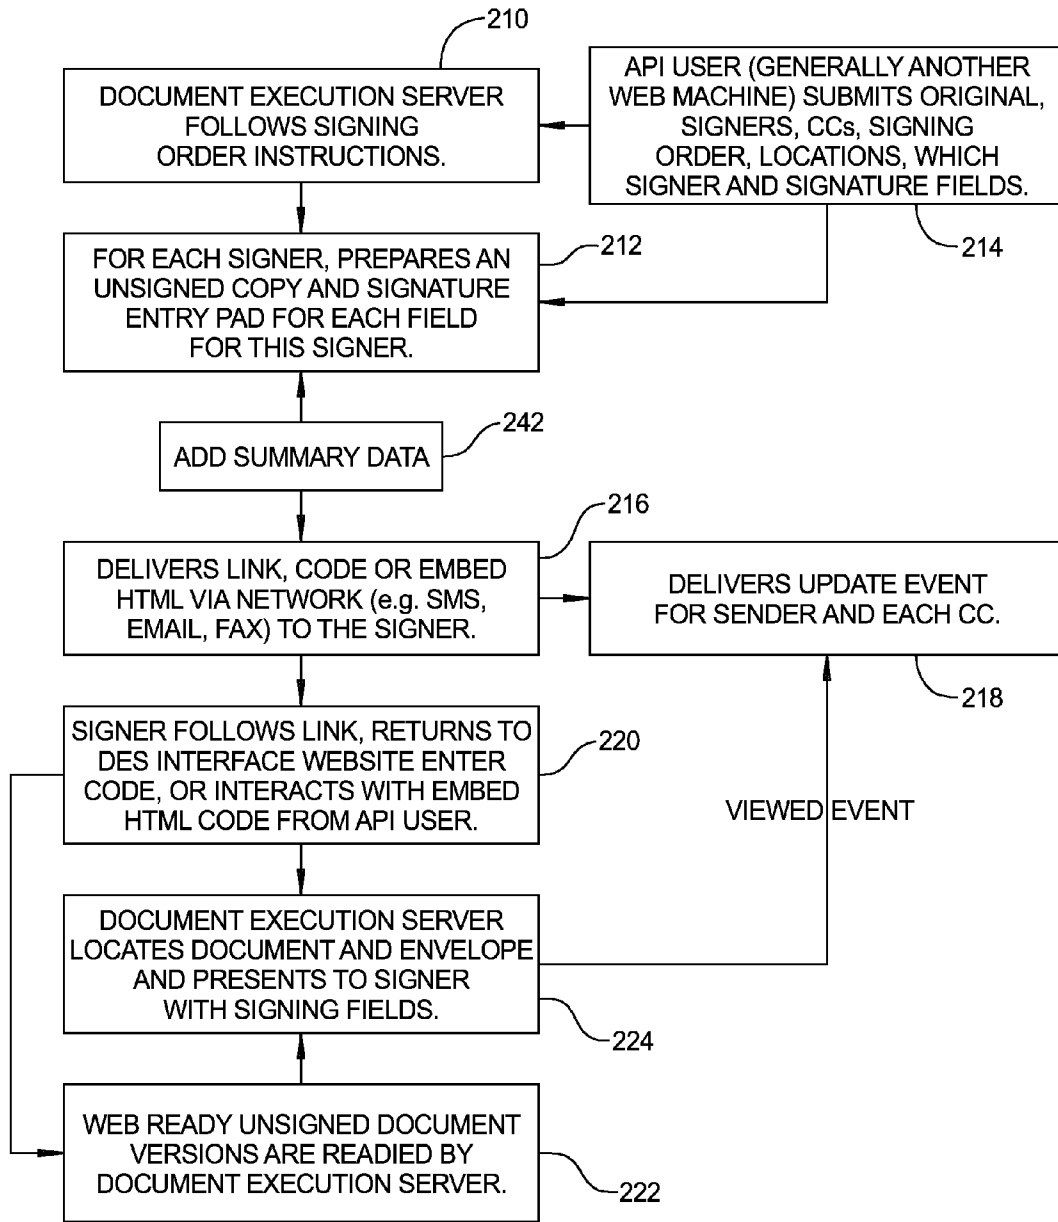 210
DOCUMENT EXECUTION SERVER
FOLLOWS SIGNING
ORDER INSTRUCTIONS.
API USER (GENERALLY ANOTHER
WEB MACHINE) SUBMITS ORIGINAL,
SIGNERS, CCs, SIGNING
ORDER, LOCATIONS, WHICH
SIGNER AND SIGNATURE FIELDS.
214
212
FOR EACH SIGNER, PREPARES AN
UNSIGNED COPY AND SIGNATURE
ENTRY PAD FOR EACH FIELD
FOR THIS SIGNER.
242
ADD SUMMARY DATA
216
DELIVERS LINK, CODE OR EMBED
HTML VIA NETWORK (e.g. SMS,
EMAIL, FAX) TO THE SIGNER.
DELIVERS UPDATE EVENT
FOR SENDER AND EACH CC.
218
SIGNER FOLLOWS LINK, RETURNS TO
DES INTERFACE WEBSITE ENTER
CODE, OR INTERACTS WITH EMBED
HTML CODE FROM API USER.
220
VIEWED EVENT
DOCUMENT EXECUTION SERVER
LOCATES DOCUMENT AND ENVELOPE
AND PRESENTS TO SIGNER
WITH SIGNING FIELDS.
224
WEB READY UNSIGNED DOCUMENT
VERSIONS ARE READIED BY
DOCUMENT EXECUTION SERVER.
222